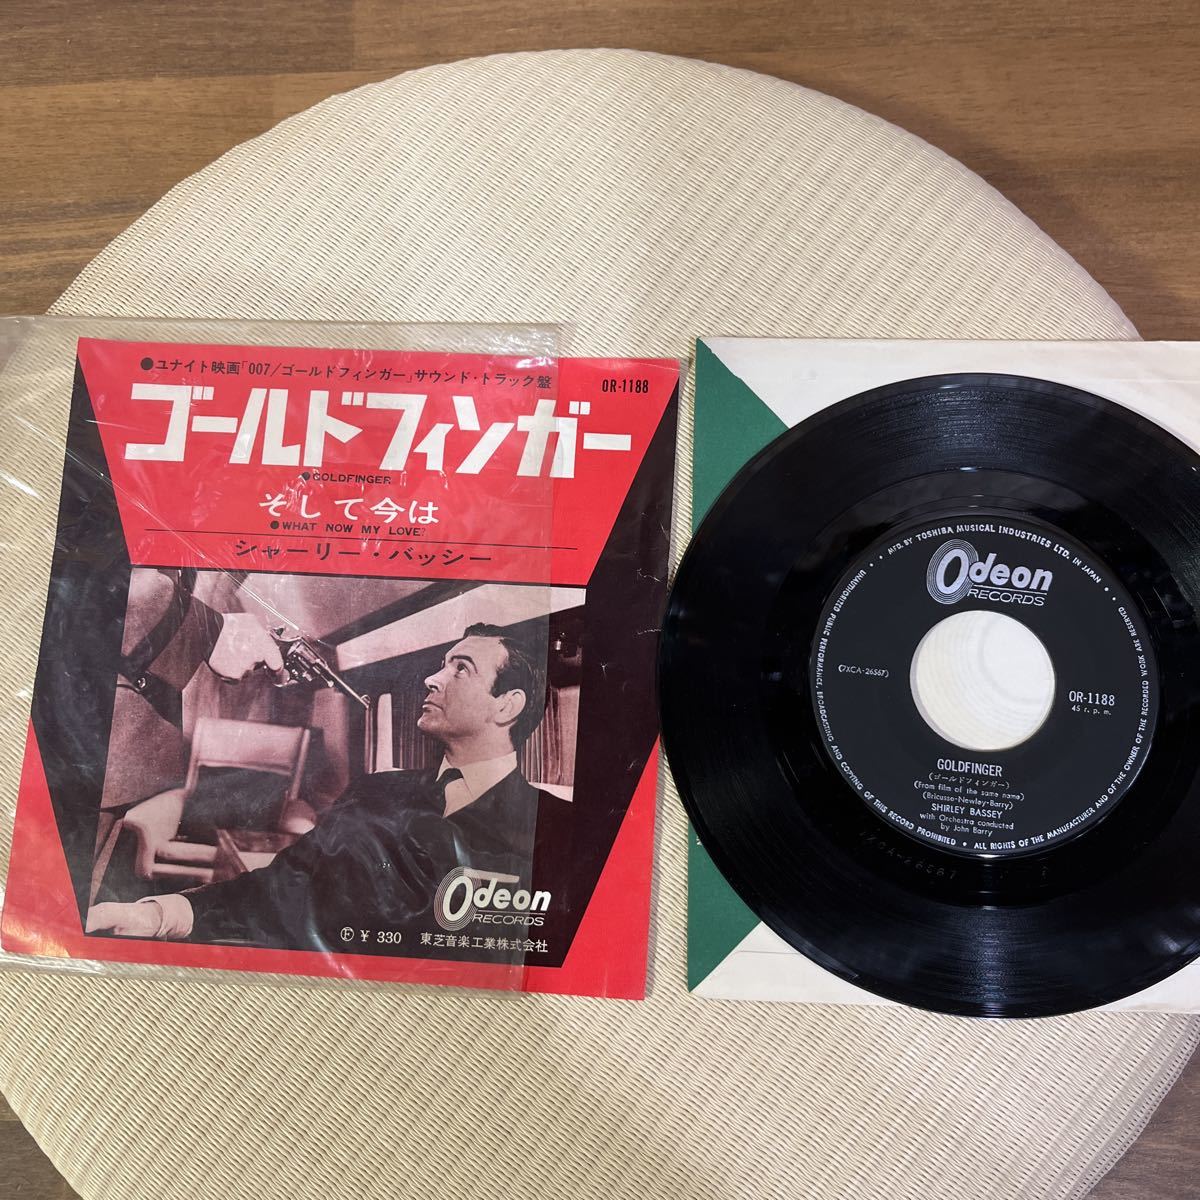 ●ユナイト映画「007/ゴールドフィンガー」サウンド・トラック盤
OR-1188
ゴールドフィンガー
●GOLDFINGER
そして今は
●WHAT NOW MY LOVE?
シャーリー・バッシー
Odeon
RECORDS
Ⓕ ¥ 330 東芝音楽工業株式会社
• MFD. BY TOSHIBA MUSICAL INDUSTRIES LTD. IN JAPAN •
Odeon
RECORDS
(7XCA-26567)
OR-1188
45 r. p. m.
GOLDFINGER
(ゴールドフィンガー)
(From film of the same name)
(Bricusse-Newley-Barry)
SHIRLEY BASSEY
with Orchestra conducted
by John Barry
• UNAUTHORIZED PUBLIC PERFORMANCE, BROADCASTING AND COPYING OF THIS RECORD PROHIBITED • ALL RIGHTS OF THE MANUFACTURER AND OF THE OWNER OF THE RECORDED WORK ARE RESERVED